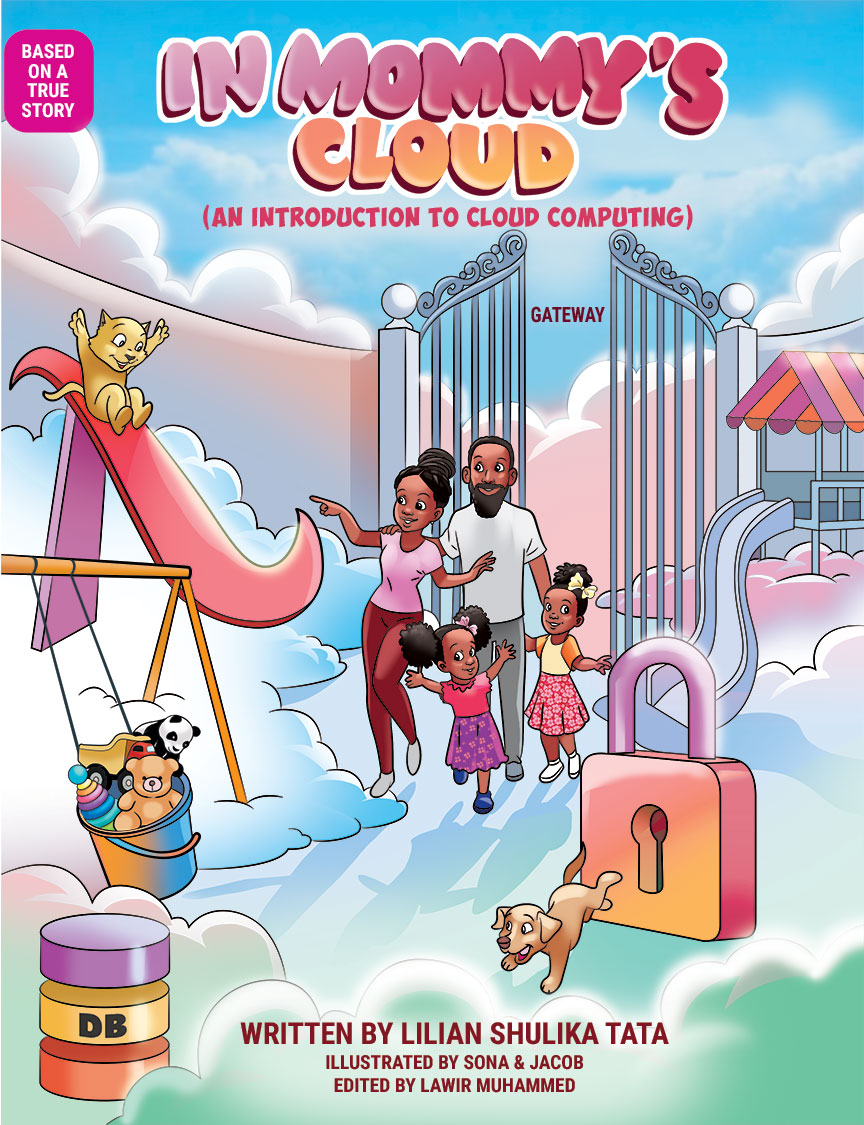 BASED
ON A
TRUE
STORY
IN MOMMY'S
CLOUD
(AN INTRODUCTION TO CLOUD COMPUTING)
GATEWAY
DB
WRITTEN BY LILIAN SHULIKA TATA
ILLUSTRATED BY SONA & JACOB
EDITED BY LAWIR MUHAMMED